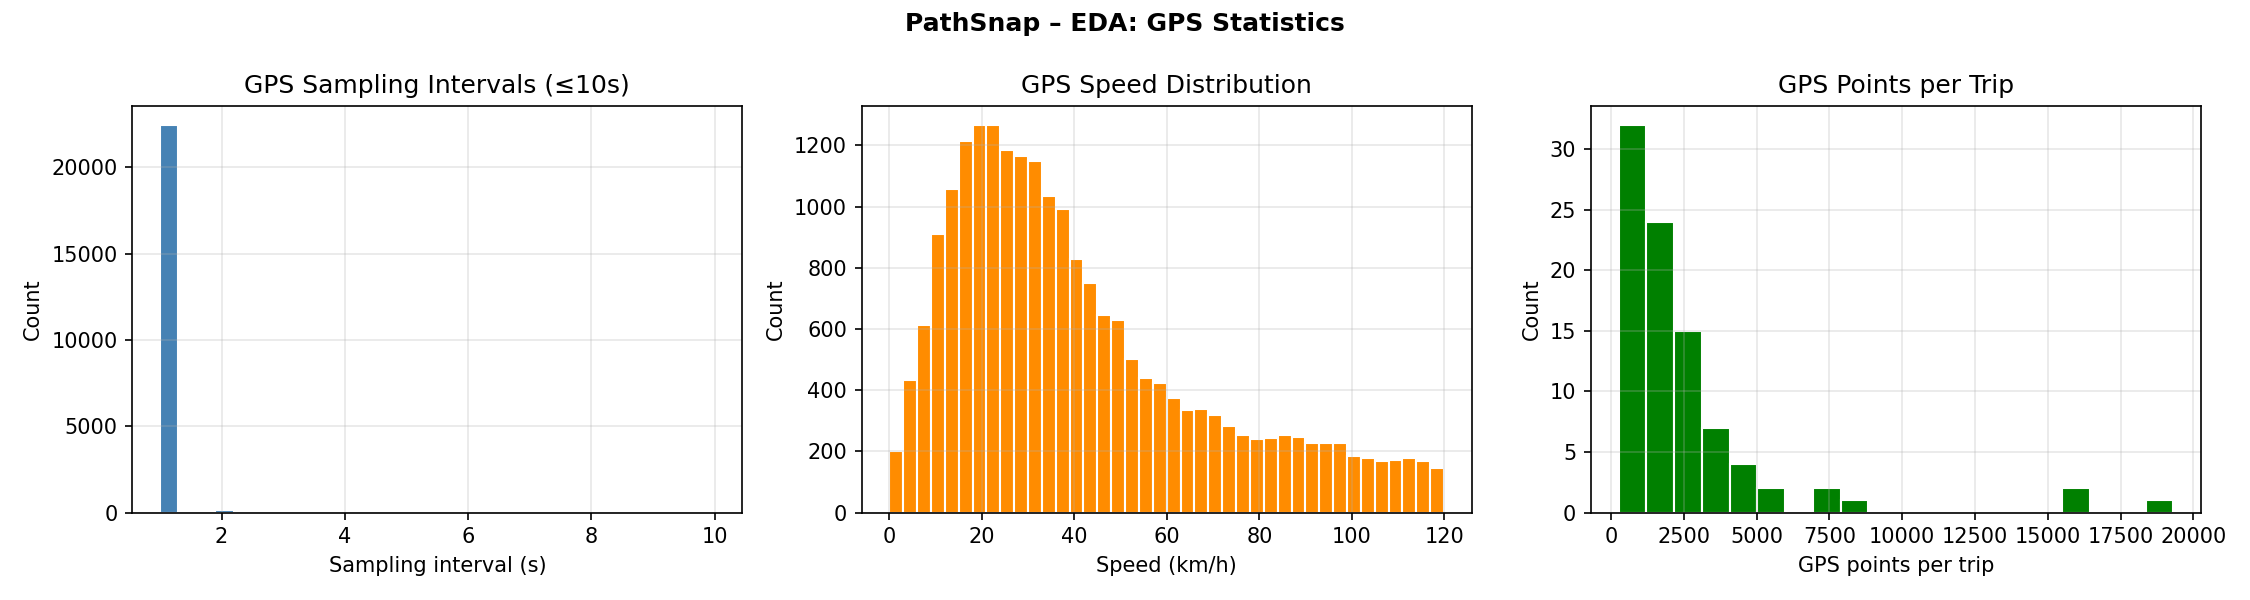 PathSnap – EDA: GPS Statistics
GPS Sampling Intervals (≤10s)
Count
20000
15000
10000
5000
0
2 4 6 8 10
Sampling interval (s)
GPS Speed Distribution
Count
1200
1000
800
600
400
200
0
0 20 40 60 80 100 120
Speed (km/h)
GPS Points per Trip
Count
30
25
20
15
10
5
0
0 2500 5000 7500 10000 12500 15000 17500 20000
GPS points per trip